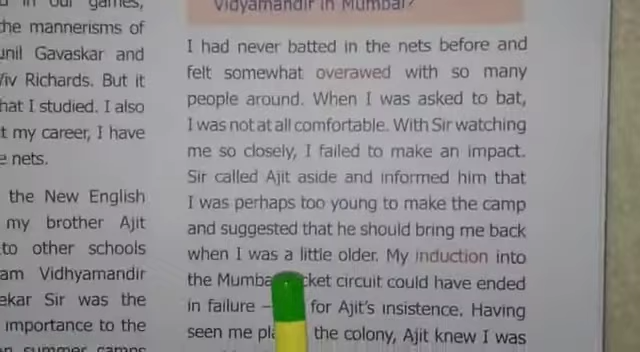 our games,
the mannerisms of
Gavaskar and
Viv Richards. But it
that I studied. I also
my career, I have
nets.
the New English
my brother Ajit
to other schools
Vidhyamandir
Sir was the
importance to the
summer camps
Vidyamandir in Mumbai?
I had never batted in the nets before and
felt somewhat overawed with so many
people around. When I was asked to bat,
I was not at all comfortable. With Sir watching
me so closely, I failed to make an impact.
Sir called Ajit aside and informed him that
I was perhaps too young to make the camp
and suggested that he should bring me back
when I was a little older. My induction into
the circuit could have ended
in failure – for Ajit's insistence. Having
seen me the colony, Ajit knew I was